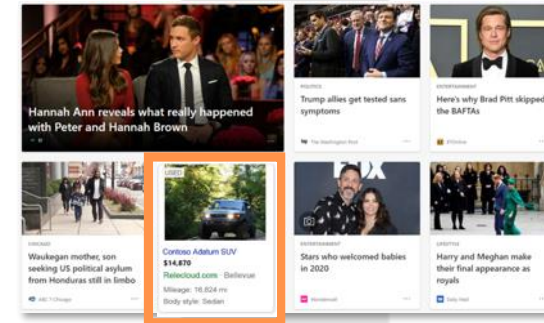 Hannah Ann reveals what really happened
with Peter and Hannah Brown
POLITICS
Trump allies get tested sans
symptoms
The Washington Post
ENTERTAINMENT
Here's why Brad Pitt skipped
the BAFTAs
CHICAGO
Waukegan mother, son
seeking US political asylum
from Honduras still in limbo
ABC 7 Chicago
USED
Contoso Adatum SUV
$14,870
Relecloud.com · Bellevue
Mileage: 16,824 mi
Body style: Sedan
FOX
ENTERTAINMENT
Stars who welcomed babies
in 2020
Wonderwall
LIFESTYLE
Harry and Meghan make
their final appearance as
royals